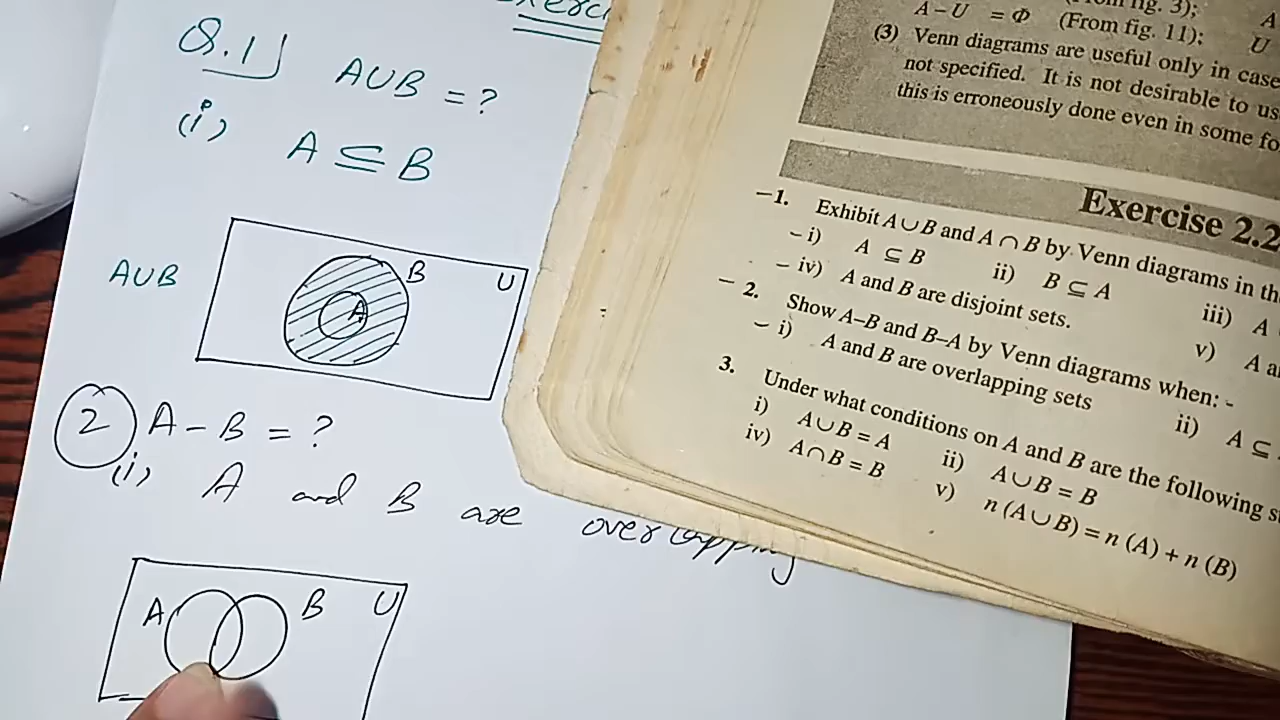 Q.1 A∪B = ?
(i) A ⊆ B
A∪B
B
U
A
2 A - B = ?
(i) A and B are overlapping
A B U
A-U = Φ (From fig. 11);
A
U
fig. 3);
(3) Venn diagrams are useful only in case
not specified. It is not desirable to us
this is erroneously done even in some fo
Exercise 2.2
1. Exhibit A∪B and A∩B by Venn diagrams in th
i) A ⊆ B ii) B ⊆ A iii) A
iv) A and B are disjoint sets. v) A a
2. Show A–B and B–A by Venn diagrams when: -
i) A and B are overlapping sets ii) A ⊆
3. Under what conditions on A and B are the following s
i) A∪B = A ii) A∪B = B
iv) A∩B = B v) n (A∪B) = n (A) + n (B)